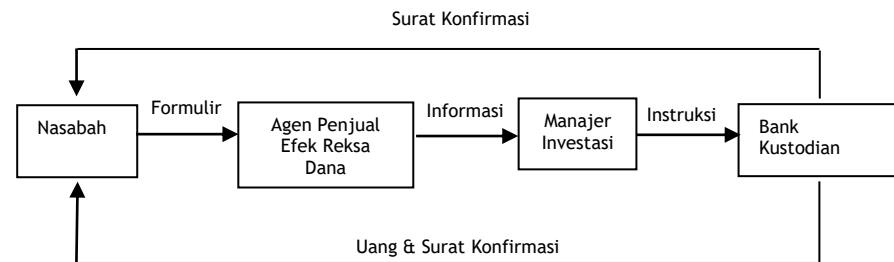 Surat Konfirmasi
Nasabah
Formulir
Agen Penjual
Efek Reksa
Dana
Informasi
Manajer
Investasi
Instruksi
Bank
Kustodian
Uang & Surat Konfirmasi